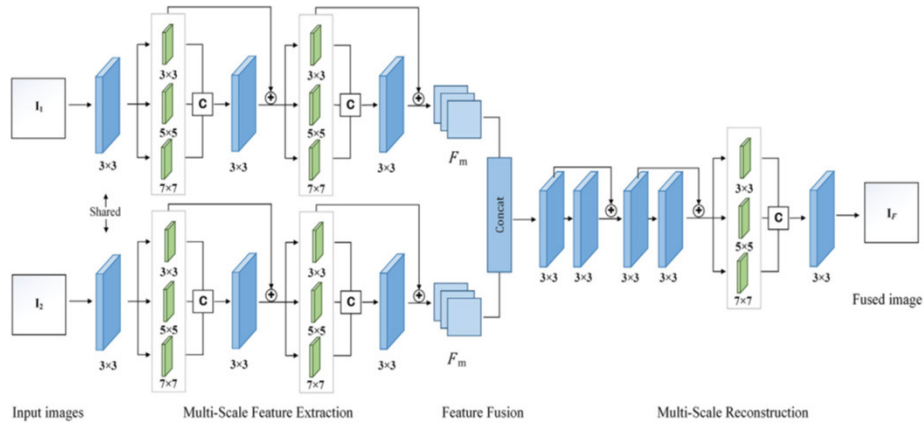 I₁
3×3
3×3
5×5
7×7
C
3×3
+
3×3
5×5
7×7
C
3×3
+
Fₘ
Shared
I₂
3×3
3×3
5×5
7×7
C
3×3
+
3×3
5×5
7×7
C
3×3
+
Fₘ
Concat
3×3
3×3
+
3×3
3×3
+
3×3
5×5
7×7
C
3×3
I_F
Fused image
Input images
Multi-Scale Feature Extraction
Feature Fusion
Multi-Scale Reconstruction